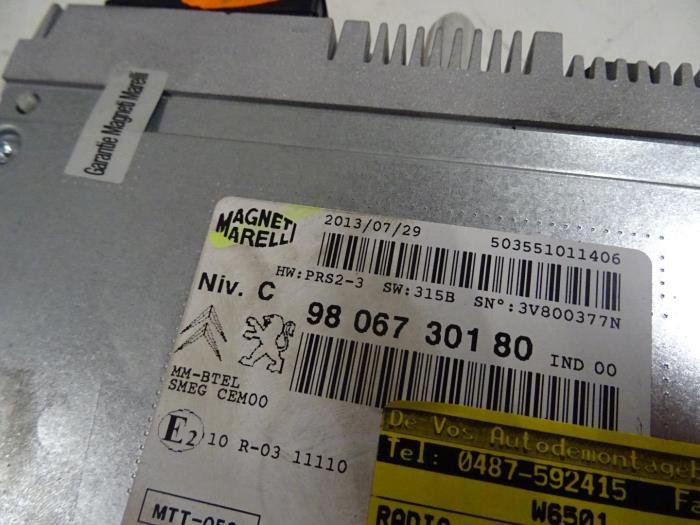 Garantie Magneti Marelli
MAGNETI
MARELLI
2013/07/29
503551011406
HW:PRS2-3 SW:315B SN°:3V800377N
Niv. C
98 067 301 80 IND 00
MM-BTEL
SMEG CEM00
E2 10 R-03 11110
De Vos Autodemontage
Tel: 0487-592415
W6501
RADIO